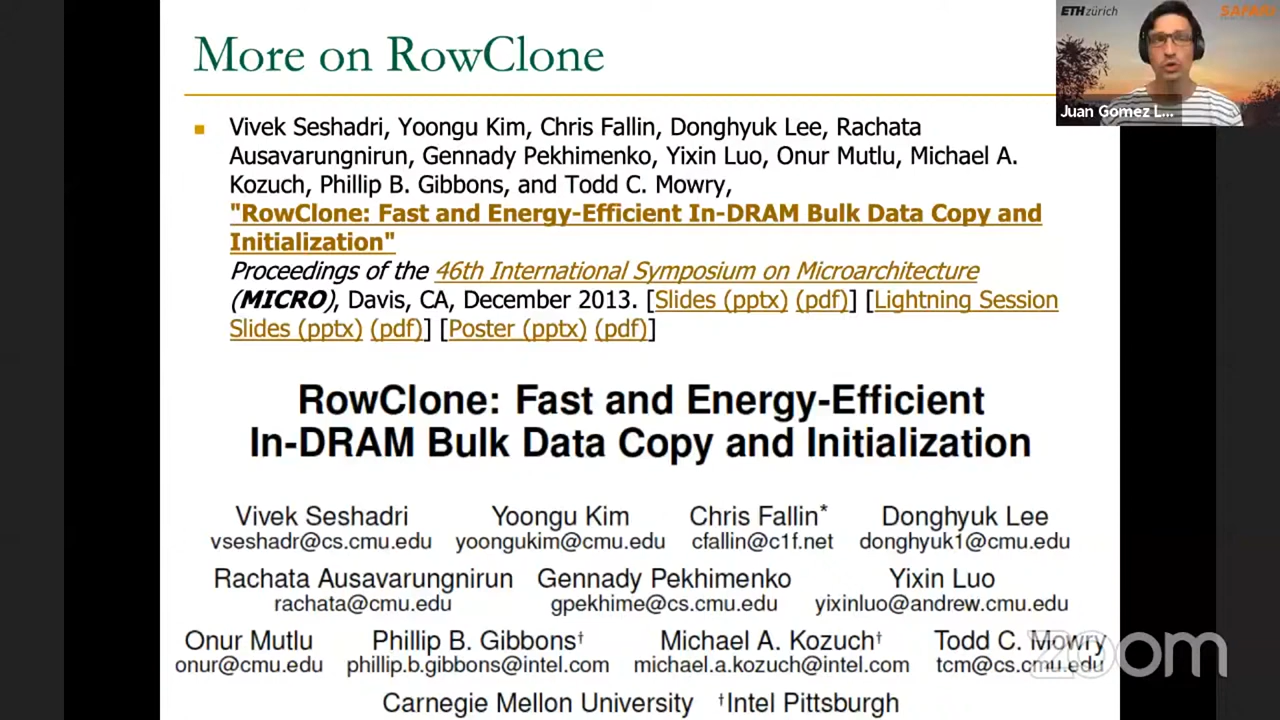 More on RowClone
ETH zürich
SAFARI
Juan Gomez L...
Vivek Seshadri, Yoongu Kim, Chris Fallin, Donghyuk Lee, Rachata
Ausavarungnirun, Gennady Pekhimenko, Yixin Luo, Onur Mutlu, Michael A.
Kozuch, Phillip B. Gibbons, and Todd C. Mowry,
"RowClone: Fast and Energy-Efficient In-DRAM Bulk Data Copy and
Initialization"
Proceedings of the 46th International Symposium on Microarchitecture
(MICRO), Davis, CA, December 2013. [Slides (pptx) (pdf)] [Lightning Session
Slides (pptx) (pdf)] [Poster (pptx) (pdf)]
RowClone: Fast and Energy-Efficient
In-DRAM Bulk Data Copy and Initialization
Vivek Seshadri Yoongu Kim Chris Fallin* Donghyuk Lee
vseshadr@cs.cmu.edu yoongukim@cmu.edu cfallin@c1f.net donghyuk1@cmu.edu
Rachata Ausavarungnirun Gennady Pekhimenko Yixin Luo
rachata@cmu.edu gpekhime@cs.cmu.edu yixinluo@andrew.cmu.edu
Onur Mutlu Phillip B. Gibbons† Michael A. Kozuch† Todd C. Mowry
onur@cmu.edu phillip.b.gibbons@intel.com michael.a.kozuch@intel.com tcm@cs.cmu.edu
zoom
Carnegie Mellon University †Intel Pittsburgh